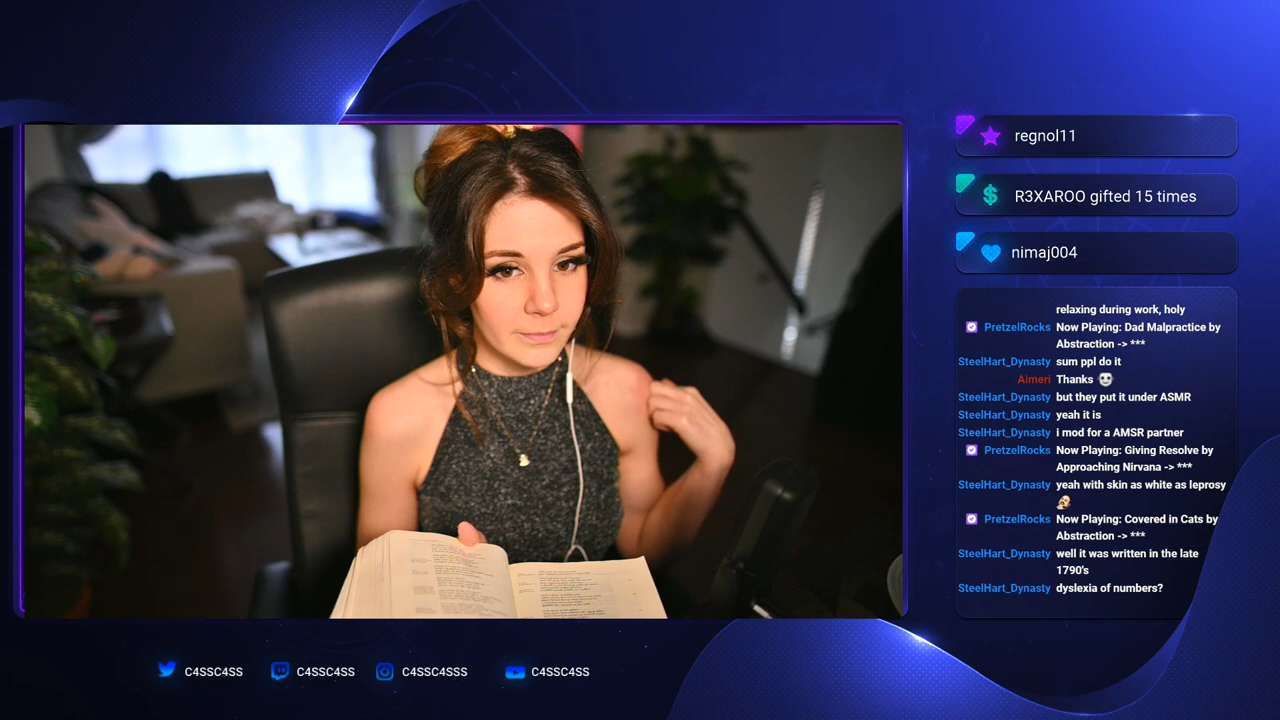 regnol11
R3XAROO gifted 15 times
nimaj004
relaxing during work, holy
PretzelRocks Now Playing: Dad Malpractice by
Abstraction -> ***
SteelHart_Dynasty sum ppl do it
Aimeri Thanks
SteelHart_Dynasty but they put it under ASMR
SteelHart_Dynasty yeah it is
SteelHart_Dynasty i mod for a AMSR partner
PretzelRocks Now Playing: Giving Resolve by
Approaching Nirvana -> ***
SteelHart_Dynasty yeah with skin as white as leprosy
PretzelRocks Now Playing: Covered in Cats by
Abstraction -> ***
SteelHart_Dynasty well it was written in the late
1790's
SteelHart_Dynasty dyslexia of numbers?
C4SSC4SS C4SSC4SS C4SSC4SSS C4SSC4SS